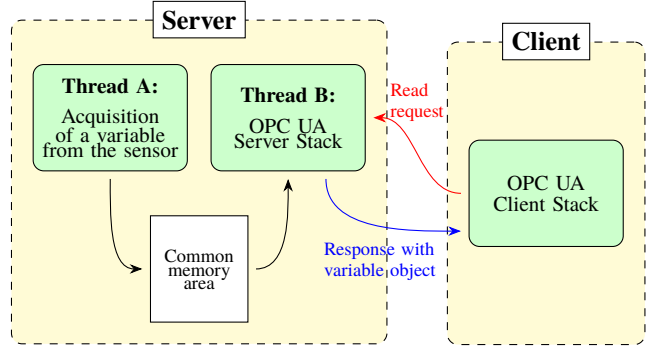 Server
Thread A:
Acquisition
of a variable
from the sensor
Thread B:
OPC UA
Server Stack
Common
memory
area
Read
request
Response with
variable object
Client
OPC UA
Client Stack